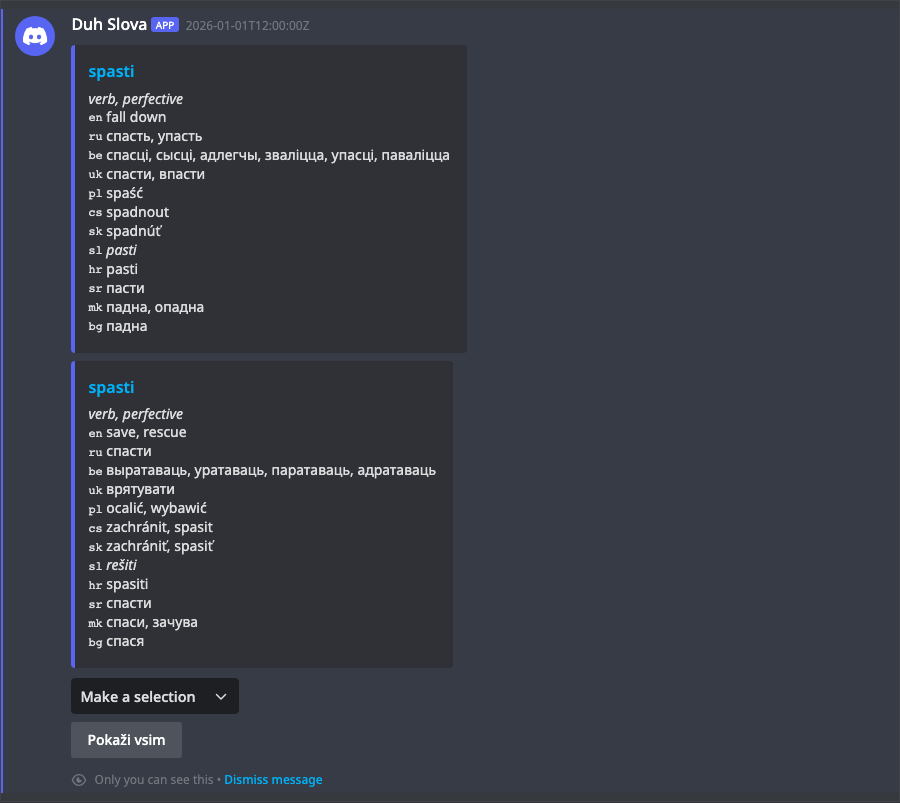 Duh Slova APP 2026-01-01T12:00:00Z
spasti
verb, perfective
en fall down
ru спасть, упасть
be спасці, сысці, адлегчы, зваліцца, упасці, паваліцца
uk спасти, впасти
pl spaść
cs spadnout
sk spadnúť
sl pasti
hr pasti
sr пасти
mk падна, опадна
bg падна
spasti
verb, perfective
en save, rescue
ru спасти
be выратаваць, уратаваць, паратаваць, адратаваць
uk врятувати
pl ocalić, wybawić
cs zachránit, spasit
sk zachrániť, spasiť
sl rešiti
hr spasiti
sr спасти
mk спаси, зачува
bg спася
Make a selection
Pokaži vsim
Only you can see this • Dismiss message